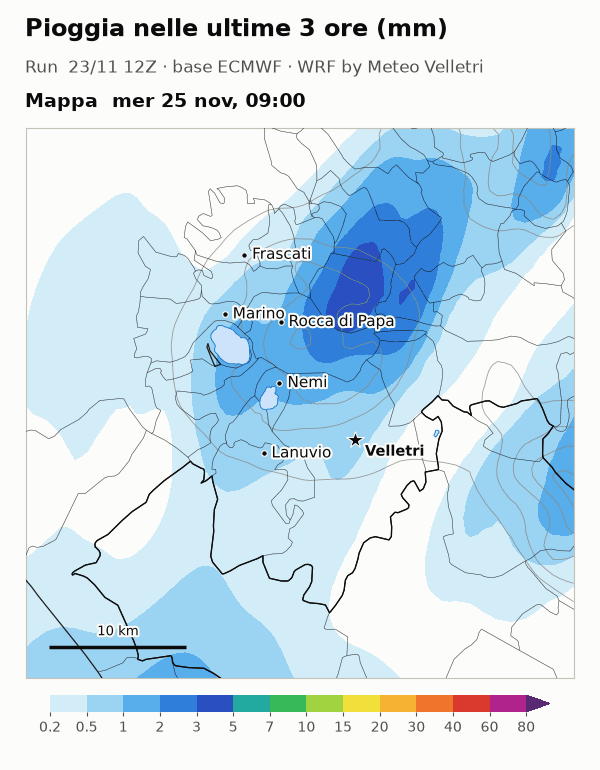 Pioggia nelle ultime 3 ore (mm)
Run  23/11 12Z · base ECMWF · WRF by Meteo Velletri
Mappa  mer 25 nov, 09:00
Frascati
Marino
Rocca di Papa
Nemi
Velletri
Lanuvio
10 km
0.2 0.5 1 2 3 5 7 10 15 20 30 40 60 80